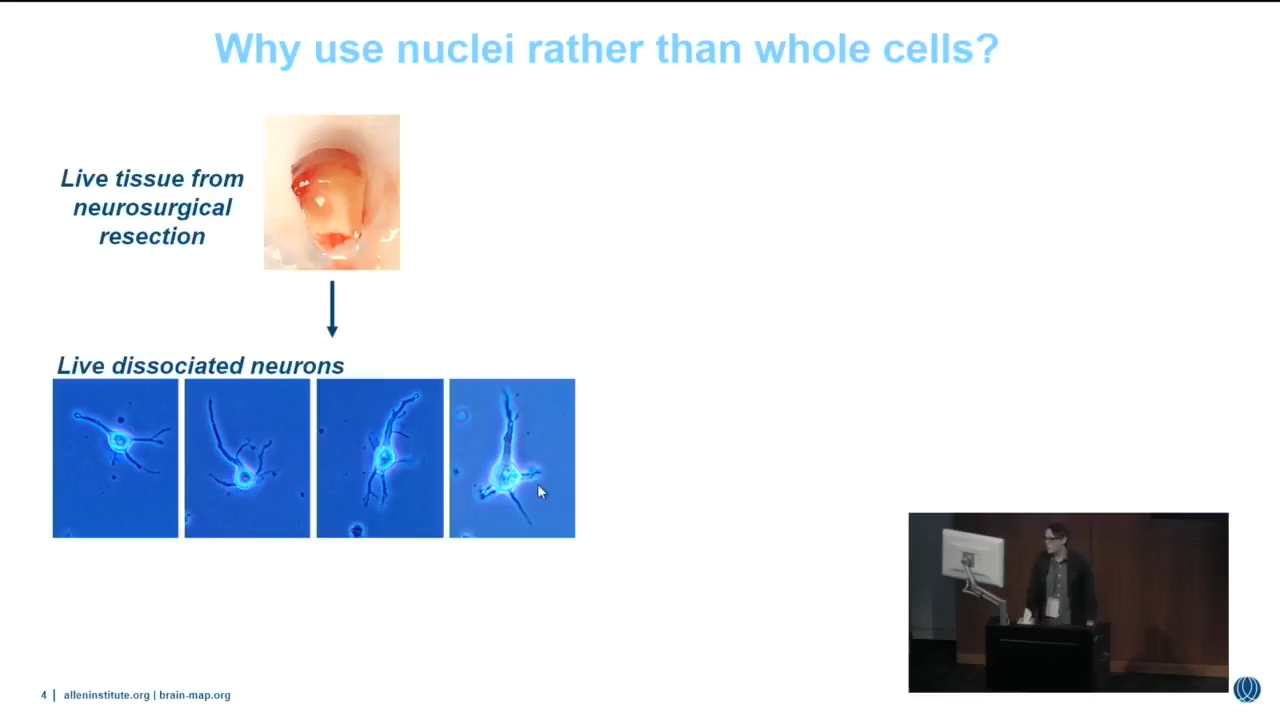 Why use nuclei rather than whole cells?
Live tissue from
neurosurgical
resection
Live dissociated neurons
4 | alleninstitute.org | brain-map.org